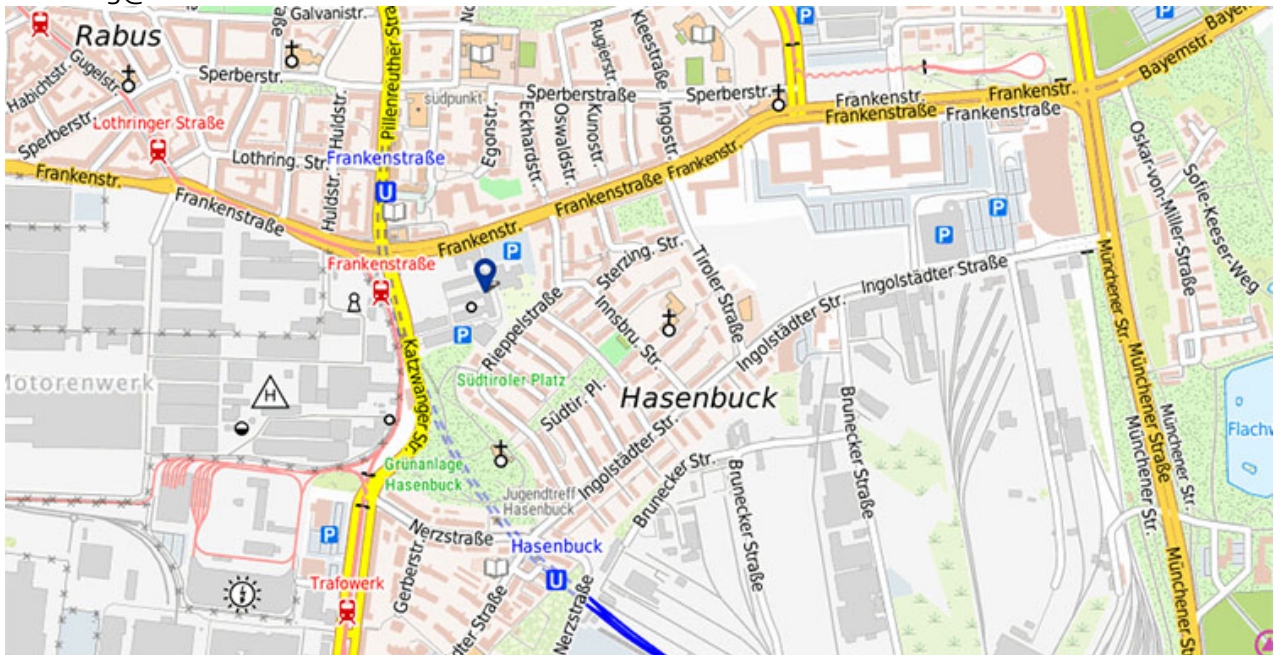 Galvanistr.
Rabus
Pillenreuther Str
Rugierstr.
Kleestraße
P
P
Bayernstr.
Gugelstr.
Habichtstr.
Sperberstr.
Sperberstr.
Lothringer Straße
südpunkt
Sperberstraße
Sperberstr.
Ingostr.
Frankenstr.
Frankenstr.
Frankenstraße
Frankenstraße
Huldstr.
Lothring. Str.
Frankenstraße
U
Egonstr.
Eckhardstr.
Oswaldstr.
Kunostr.
Frankenstraße
Frankenstr.
Oskar-von-Miller-Straße
Sofie-Keeser-Weg
Frankenstr.
Frankenstraße
Huldstr.
Frankenstr.
P
P
P
Frankenstraße
Sterzing. Str.
Tiroler Straße
Ingolstädter Straße
Münchener Str.
Rieppelstraße
Innsbru. Str.
Ingolstädter Str.
P
Katzwanger Str.
Motorenwerk
H
Südtiroler Platz
Südtir. Pl.
Hasenbuck
Münchener Straße
Münchener Str.
Münchener Str.
Brunecker Straße
Ingolstädter Str.
Grünanlage
Hasenbuck
Jugendtreff
Hasenbuck
Brunecker Str.
Brunecker Straße
P
Nerzstraße
Hasenbuck
U
Gerberstr.
Trafowerk
Nerzstraße
Münchener Str